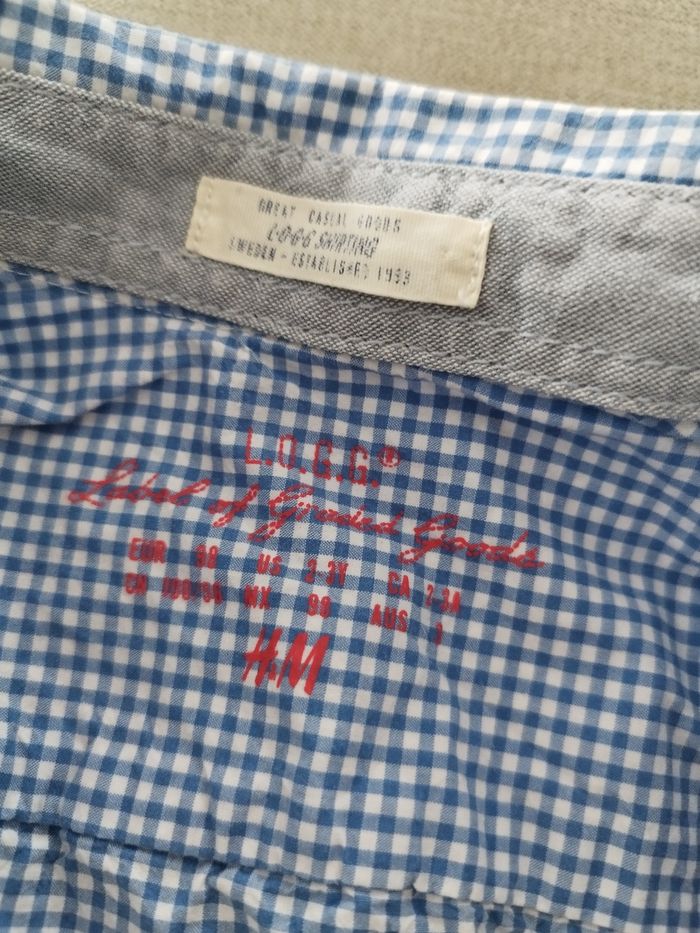 GREAT CASUAL GOODS
L·O·G·G SHIRTING
SWEDEN - ESTABLISHED 1993
L.O.G.G.®
Label of Graded Goods
EUR 98 US 2-3Y CA 2-3A
CN 100/56 MX 98 AUS 3
H&M